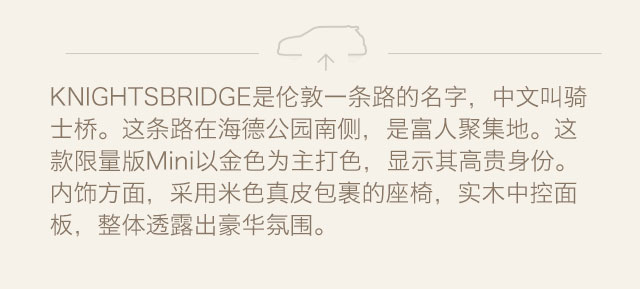 KNIGHTSBRIDGE是伦敦一条路的名字，中文叫骑
士桥。这条路在海德公园南侧，是富人聚集地。这
款限量版Mini以金色为主打色，显示其高贵身份。
内饰方面，采用米色真皮包裹的座椅，实木中控面
板，整体透露出豪华氛围。